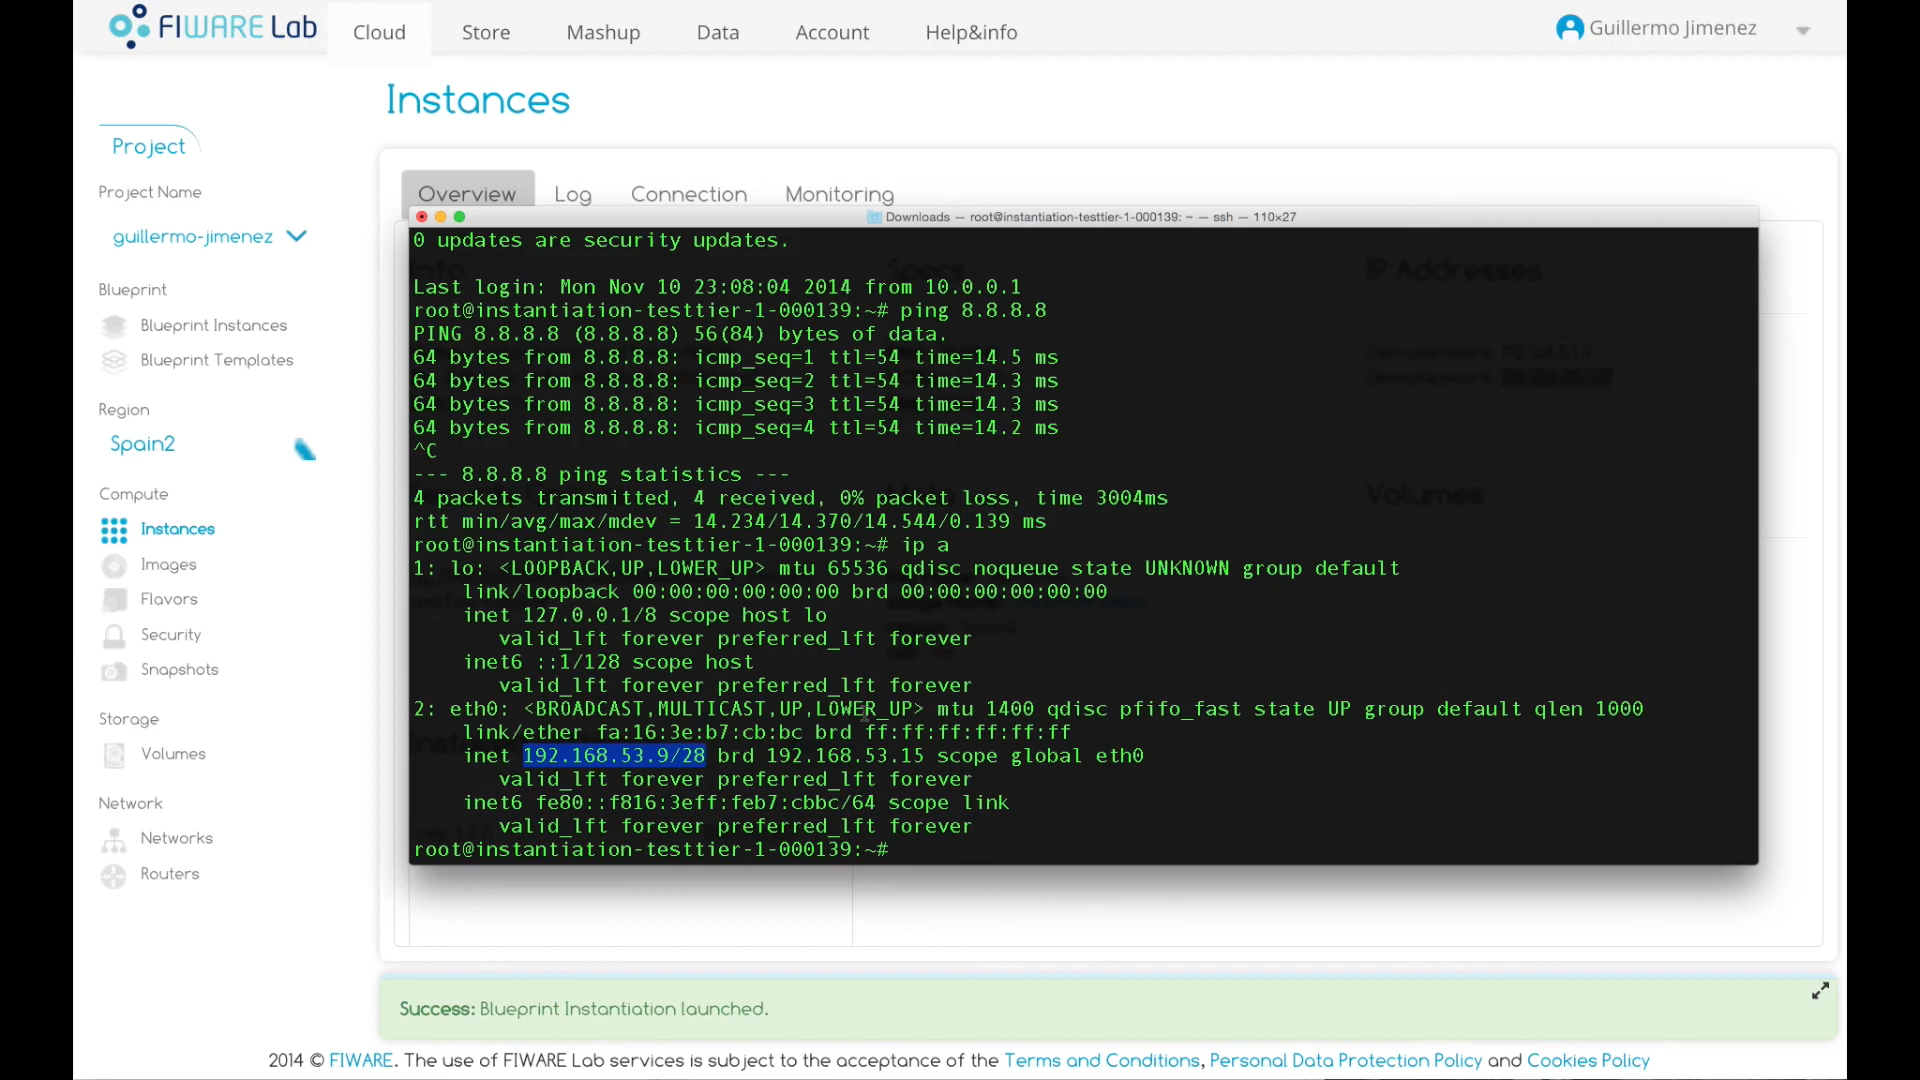 FIWARE Lab
Cloud
Store
Mashup
Data
Account
Help&info
Guillermo Jimenez
Instances
Project
Project Name
guillermo-jimenez
Blueprint
Blueprint Instances
Blueprint Templates
Region
Spain2
Compute
Instances
Images
Flavors
Security
Snapshots
Storage
Volumes
Network
Networks
Routers
Overview
Log
Connection
Monitoring
Downloads — root@instantiation-testtier-1-000139: ~ — ssh — 110×27
0 updates are security updates.
Last login: Mon Nov 10 23:08:04 2014 from 10.0.0.1
root@instantiation-testtier-1-000139:~# ping 8.8.8.8
PING 8.8.8.8 (8.8.8.8) 56(84) bytes of data.
64 bytes from 8.8.8.8: icmp_seq=1 ttl=54 time=14.5 ms
64 bytes from 8.8.8.8: icmp_seq=2 ttl=54 time=14.3 ms
64 bytes from 8.8.8.8: icmp_seq=3 ttl=54 time=14.3 ms
64 bytes from 8.8.8.8: icmp_seq=4 ttl=54 time=14.2 ms
^C
--- 8.8.8.8 ping statistics ---
4 packets transmitted, 4 received, 0% packet loss, time 3004ms
rtt min/avg/max/mdev = 14.234/14.370/14.544/0.139 ms
root@instantiation-testtier-1-000139:~# ip a
1: lo: <LOOPBACK,UP,LOWER_UP> mtu 65536 qdisc noqueue state UNKNOWN group default
link/loopback 00:00:00:00:00:00 brd 00:00:00:00:00:00
inet 127.0.0.1/8 scope host lo
valid_lft forever preferred_lft forever
inet6 ::1/128 scope host
valid_lft forever preferred_lft forever
2: eth0: <BROADCAST,MULTICAST,UP,LOWER_UP> mtu 1400 qdisc pfifo_fast state UP group default qlen 1000
link/ether fa:16:3e:b7:cb:bc brd ff:ff:ff:ff:ff:ff
inet 192.168.53.9/28 brd 192.168.53.15 scope global eth0
valid_lft forever preferred_lft forever
inet6 fe80::f816:3eff:feb7:cbbc/64 scope link
valid_lft forever preferred_lft forever
root@instantiation-testtier-1-000139:~#
Info
Specs
IP Addresses
Volumes
Success: Blueprint Instantiation launched.
2014 © FIWARE. The use of FIWARE Lab services is subject to the acceptance of the Terms and Conditions, Personal Data Protection Policy and Cookies Policy